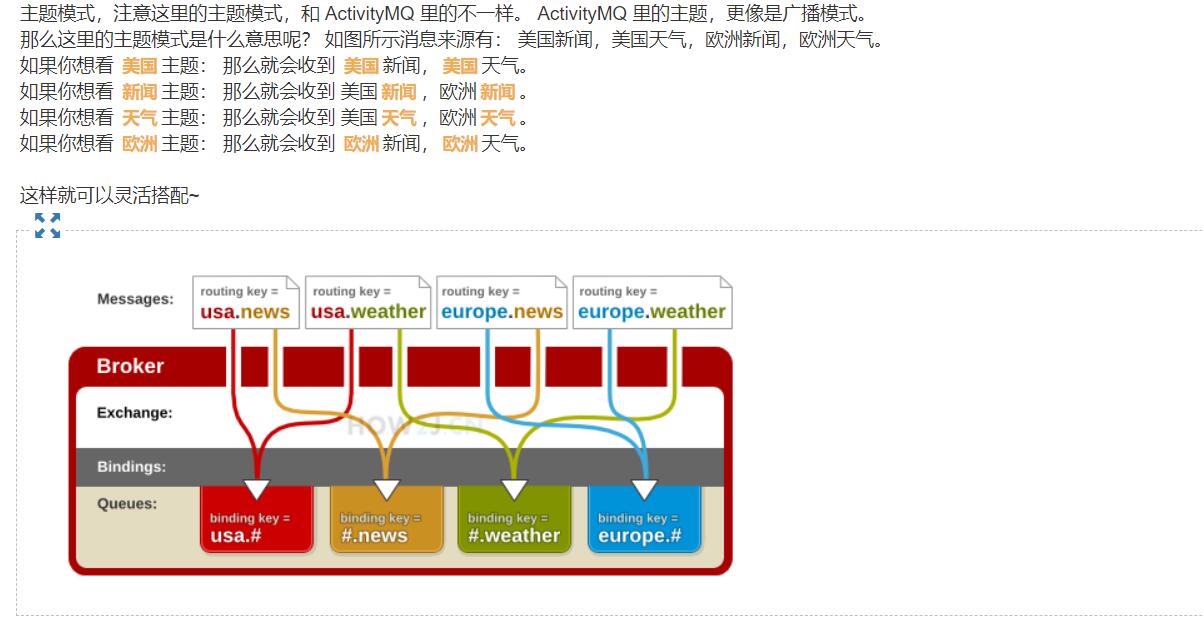 主题模式，注意这里的主题模式，和 ActivityMQ 里的不一样。 ActivityMQ 里的主题，更像是广播模式。
那么这里的主题模式是什么意思呢？ 如图所示消息来源有： 美国新闻，美国天气，欧洲新闻，欧洲天气。
如果你想看 美国主题： 那么就会收到 美国新闻，美国天气。
如果你想看 新闻主题： 那么就会收到 美国新闻，欧洲新闻。
如果你想看 天气主题： 那么就会收到 美国天气，欧洲天气。
如果你想看 欧洲主题： 那么就会收到 欧洲新闻，欧洲天气。
这样就可以灵活搭配~
Messages:
routing key =
usa.news
routing key =
usa.weather
routing key =
europe.news
routing key =
europe.weather
Broker
Exchange:
HOW2J.CN
Bindings:
Queues:
binding key =
usa.#
binding key =
#.news
binding key =
#.weather
binding key =
europe.#